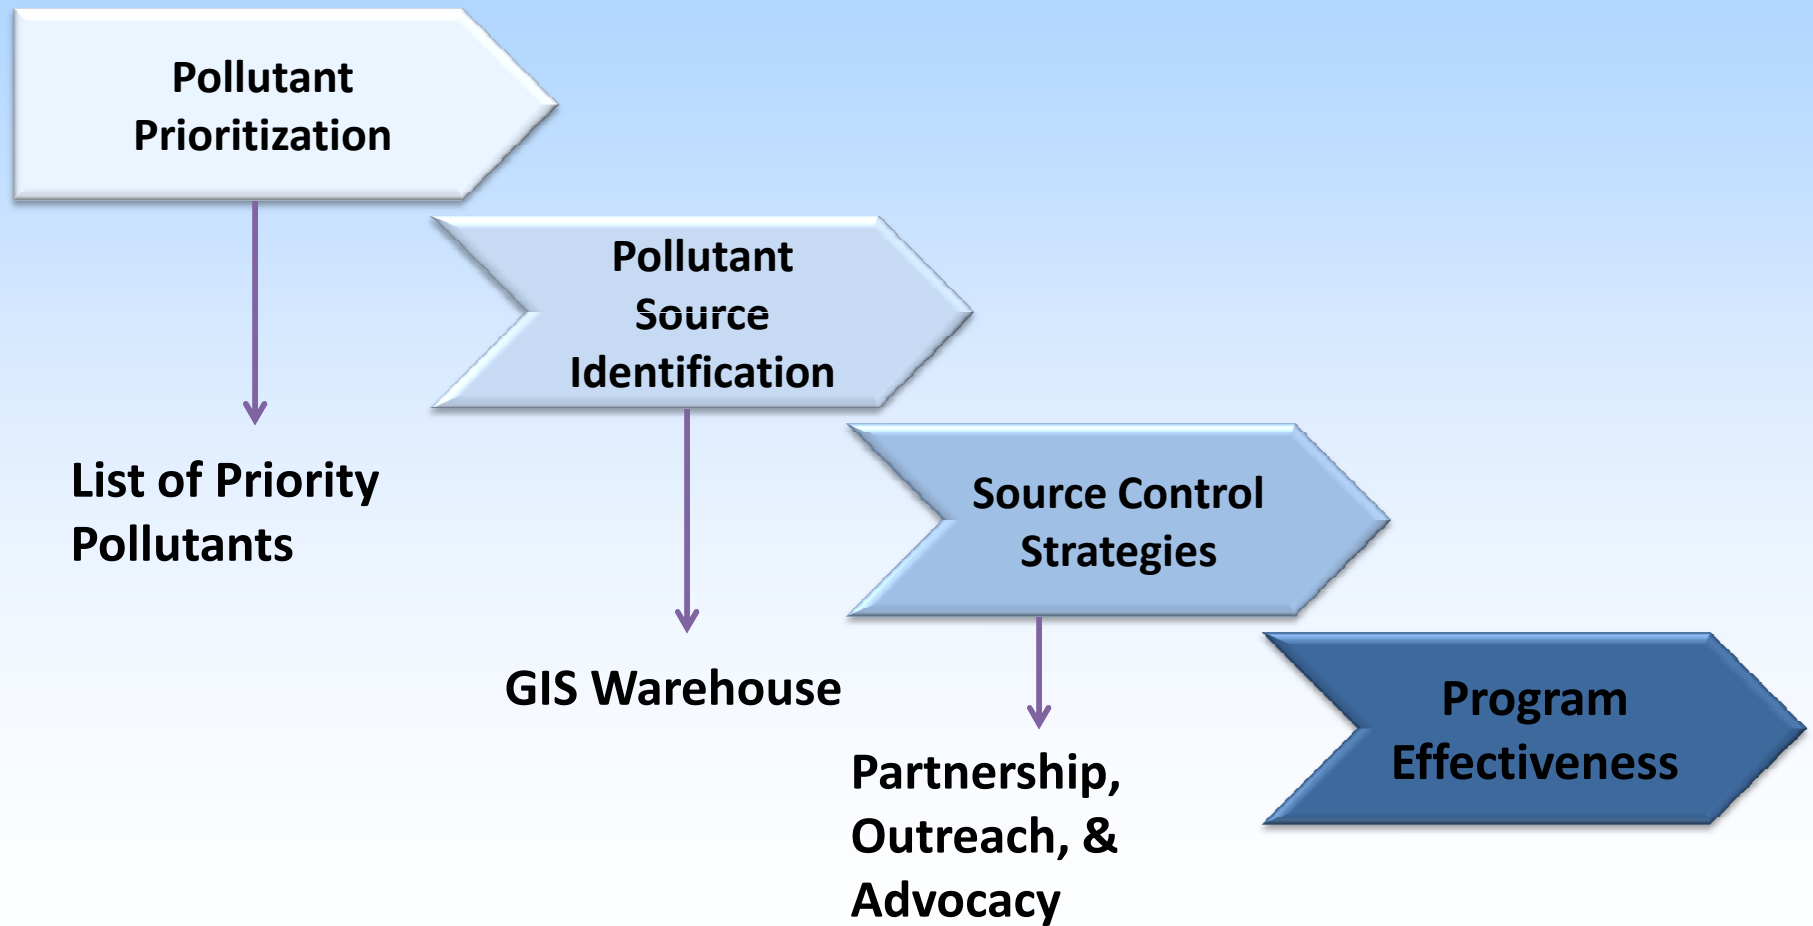 Pollutant
Prioritization
Pollutant
Source
Identification
List of Priority
Pollutants
Source Control
Strategies
GIS Warehouse
Program
Effectiveness
Partnership,
Outreach, &
Advocacy